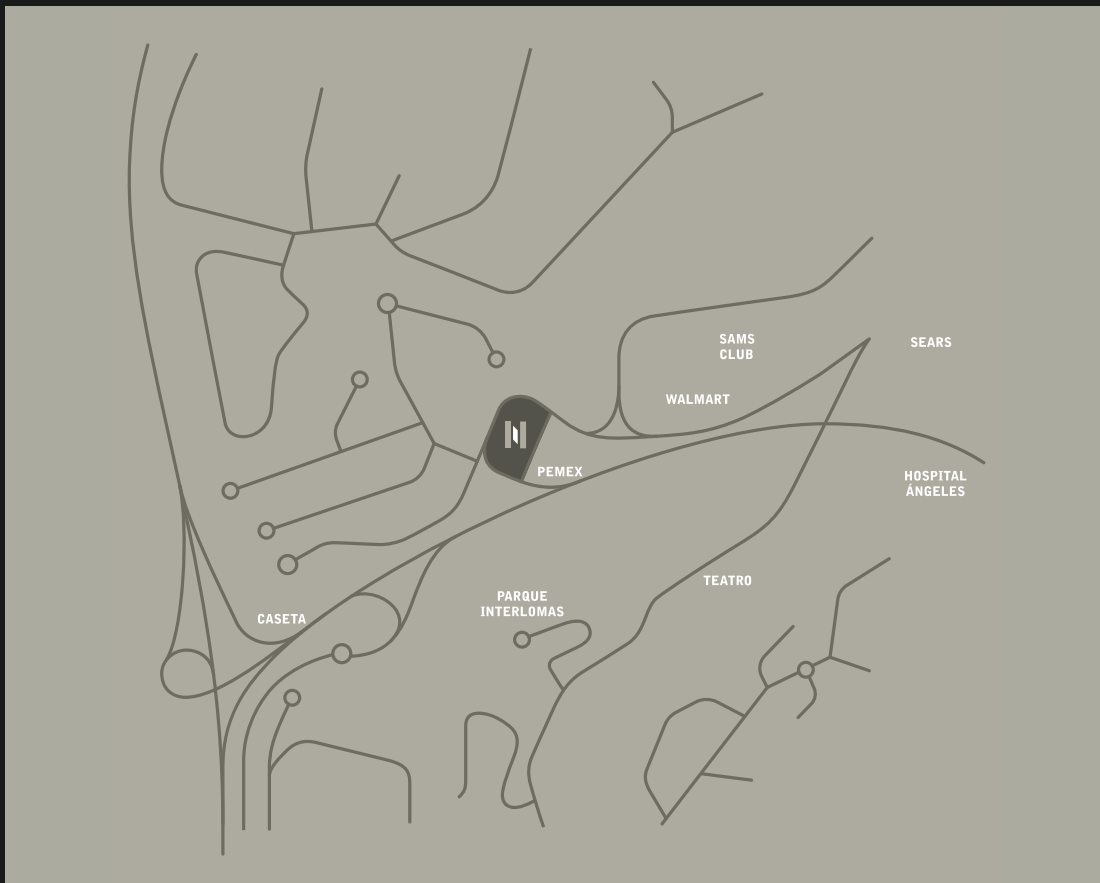 SAMS
CLUB
SEARS
WALMART
PEMEX
HOSPITAL
ÁNGELES
TEATRO
PARQUE
INTERLOMAS
CASETA